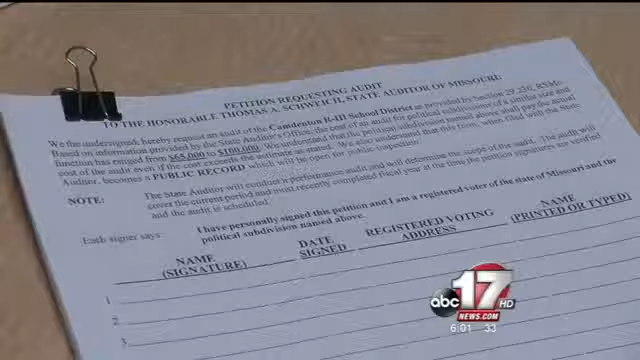 PETITION REQUESTING AUDIT
TO THE HONORABLE THOMAS A. SCHWEICH, STATE AUDITOR OF MISSOURI:
We the undersigned, hereby request an audit of the Camdenton R-III School District as provided by Section 29.230, RSMo.
Based on information provided by the State Auditor's Office, the cost of an audit for political subdivisions of a similar size and
function has ranged from $65,000 to $100,000. We understand the political subdivision named above shall pay the actual
cost of the audit even if the cost exceeds the estimate as stated. We also understand that this form, when filed with the State
Auditor, becomes a PUBLIC RECORD which will be open for public inspection.
NOTE: The State Auditor will conduct a performance audit and will determine the scope of the audit. The audit will
cover the current period and most recently completed fiscal year at the time the petition signatures are verified
and the audit is scheduled.
Each signer says: I have personally signed this petition and I am a registered voter of the state of Missouri and the
political subdivision named above.
NAME (SIGNATURE) DATE SIGNED REGISTERED VOTING ADDRESS NAME (PRINTED OR TYPED)
1
2
3
abc 17 HD
NEWS.COM
6:01 33